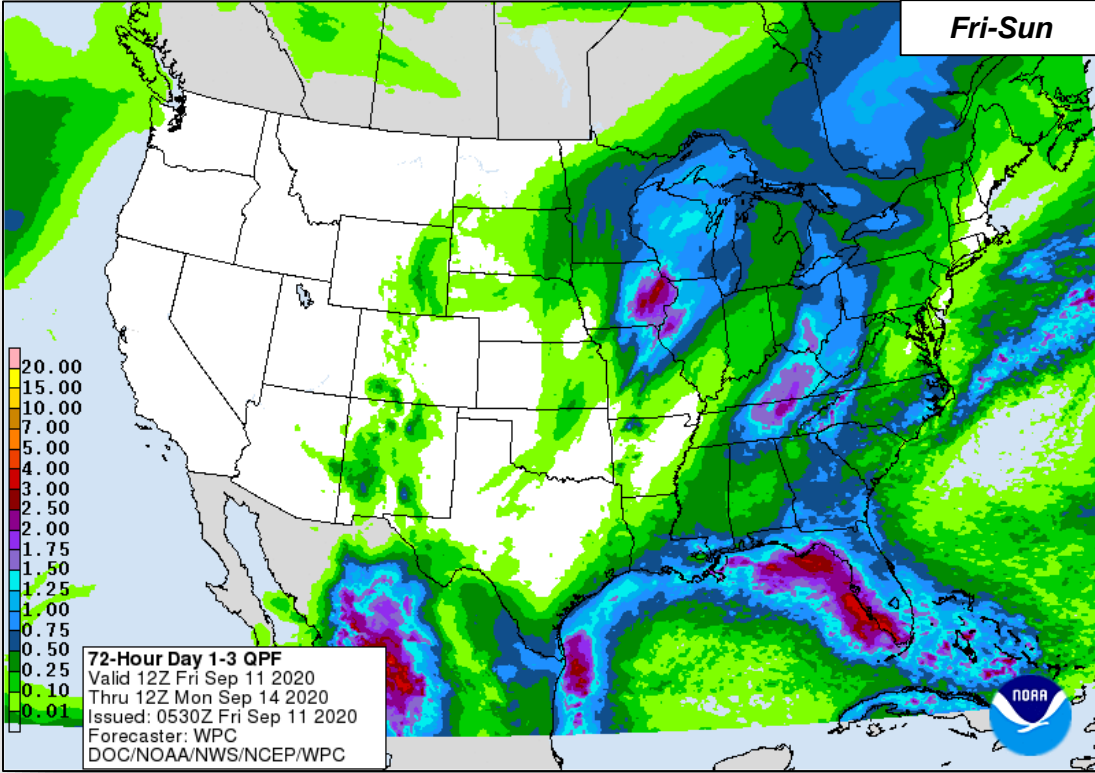 Fri-Sun
20.00
15.00
10.00
7.00
5.00
4.00
3.00
2.50
2.00
1.75
1.50
1.25
1.00
0.75
0.50
0.25
0.10
0.01
2
72-Hour Day 1-3 QPF
Valid 12Z Fri Sep 11 2020
Thru 12Z Mon Sep 14 2020
Issued: 0530Z Fri Sep 11 2020
Forecaster: WPC
DOC/NOAA/NWS/NCEP/WPC
NOAA